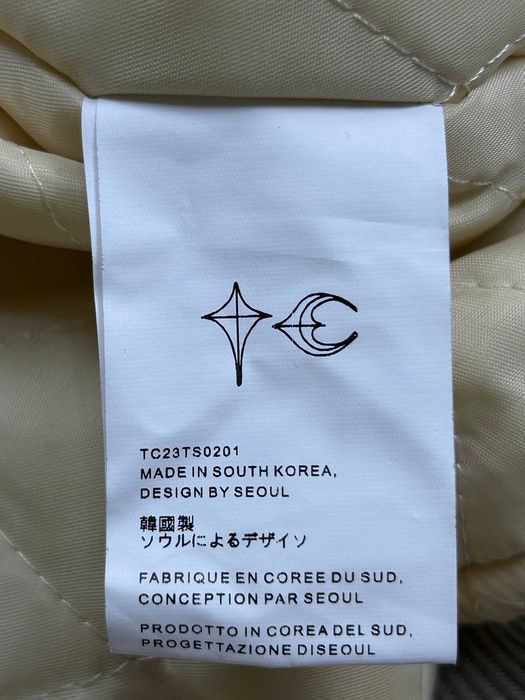 TC23TS0201
MADE IN SOUTH KOREA,
DESIGN BY SEOUL
韓國製
ソウルによるデザイソ
FABRIQUE EN COREE DU SUD,
CONCEPTION PAR SEOUL
PRODOTTO IN COREA DEL SUD,
PROGETTAZIONE DISEOUL